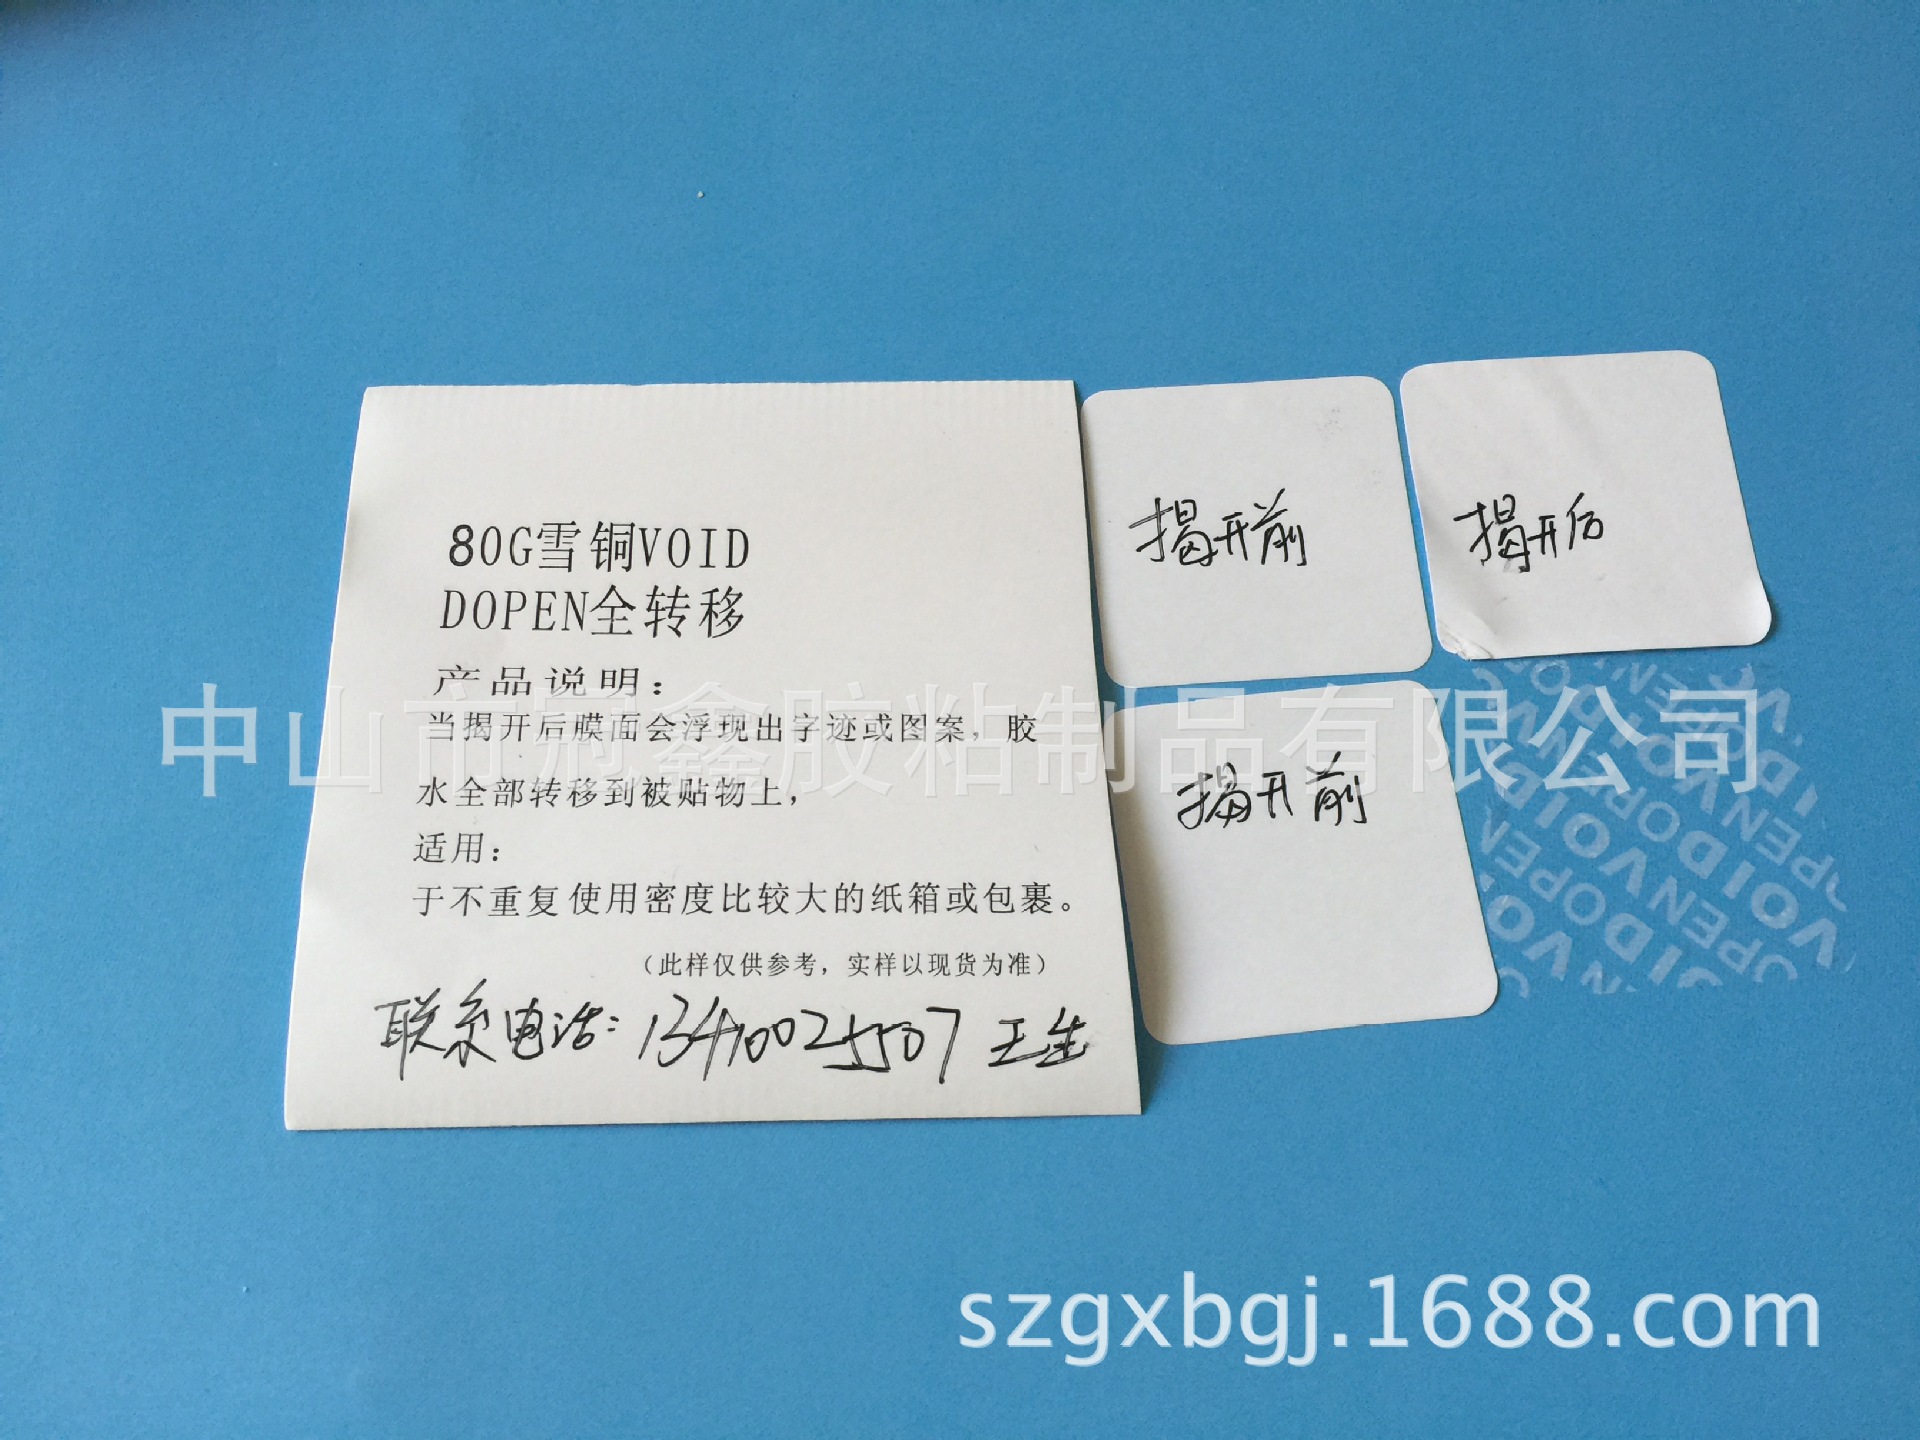 80G雪铜VOID
DOPEN全转移
产品说明：
当揭开后膜面会浮现出字迹或图案，胶
水全部转移到被贴物上，
适用：
于不重复使用密度比较大的纸箱或包裹。
（此样仅供参考，实样以现货为准）
联系电话：13410025507 王生
揭开前
揭开后
揭开前
VOID
DOPEN
中山市冠鑫胶粘制品有限公司
szgxbgj.1688.com